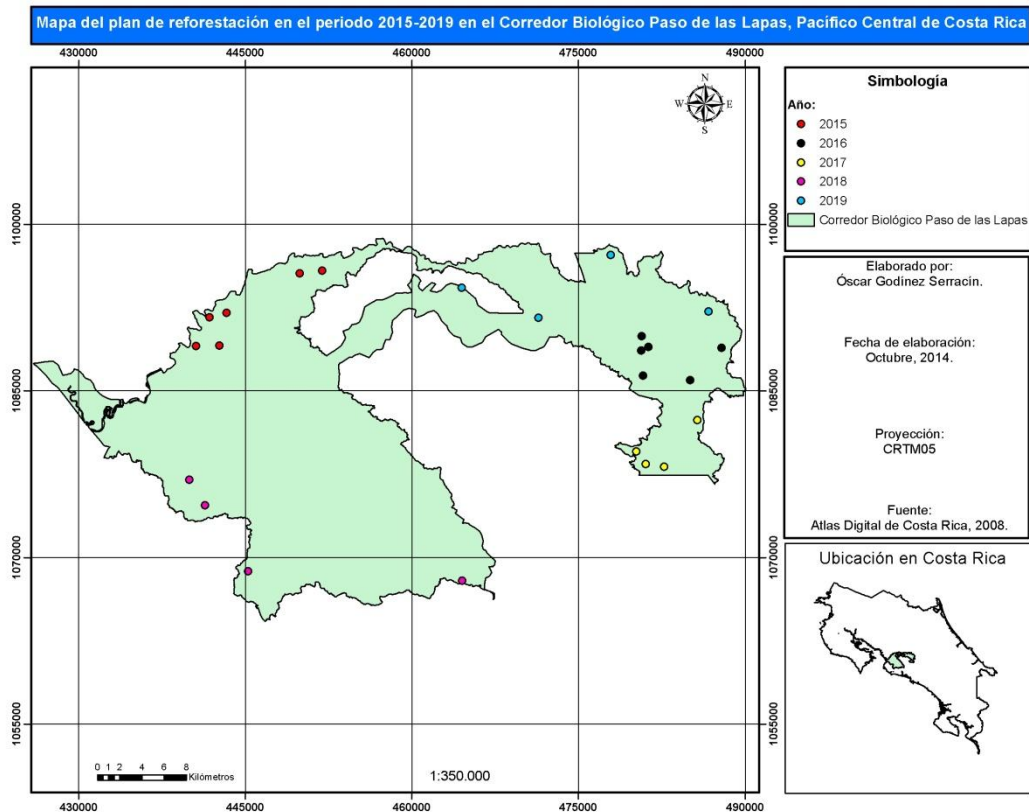 Mapa del plan de reforestación en el periodo 2015-2019 en el Corredor Biológico Paso de las Lapas, Pacífico Central de Costa Rica
430000 445000 460000 475000 490000
N
W E
S
1100000 1100000
1085000 1085000
1070000 1070000
1055000 1055000
0 1 2 4 6 8
Kilómetros
1:350.000
430000 445000 460000 475000 490000
Simbología
Año:
2015
2016
2017
2018
2019
Corredor Biológico Paso de las Lapas
Elaborado por:
Óscar Godínez Serracín.
Fecha de elaboración:
Octubre, 2014.
Proyección:
CRTM05
Fuente:
Atlas Digital de Costa Rica, 2008.
Ubicación en Costa Rica